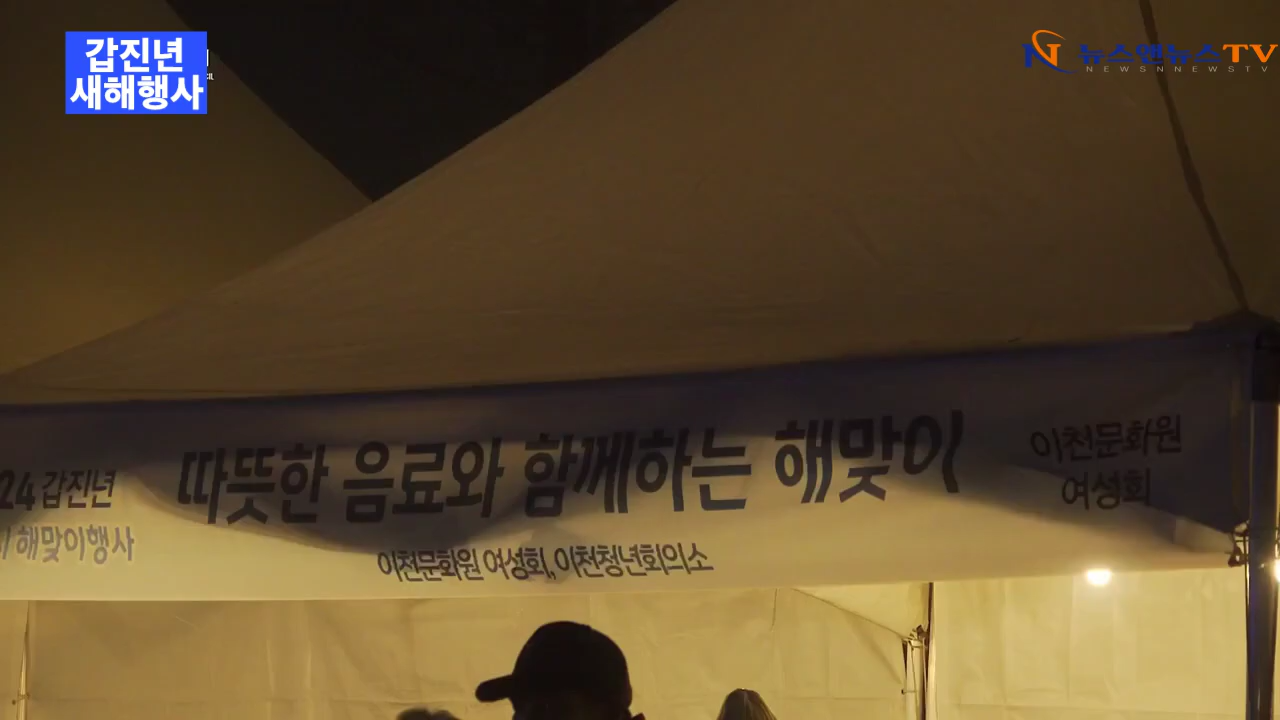 갑진년
새해행사
뉴스앤뉴스TV
NEWSNNEWSTV
24 갑진년
해맞이행사
따뜻한 음료와 함께하는 해맞이
이천문화원 여성회, 이천청년회의소
이천문화원
여성회